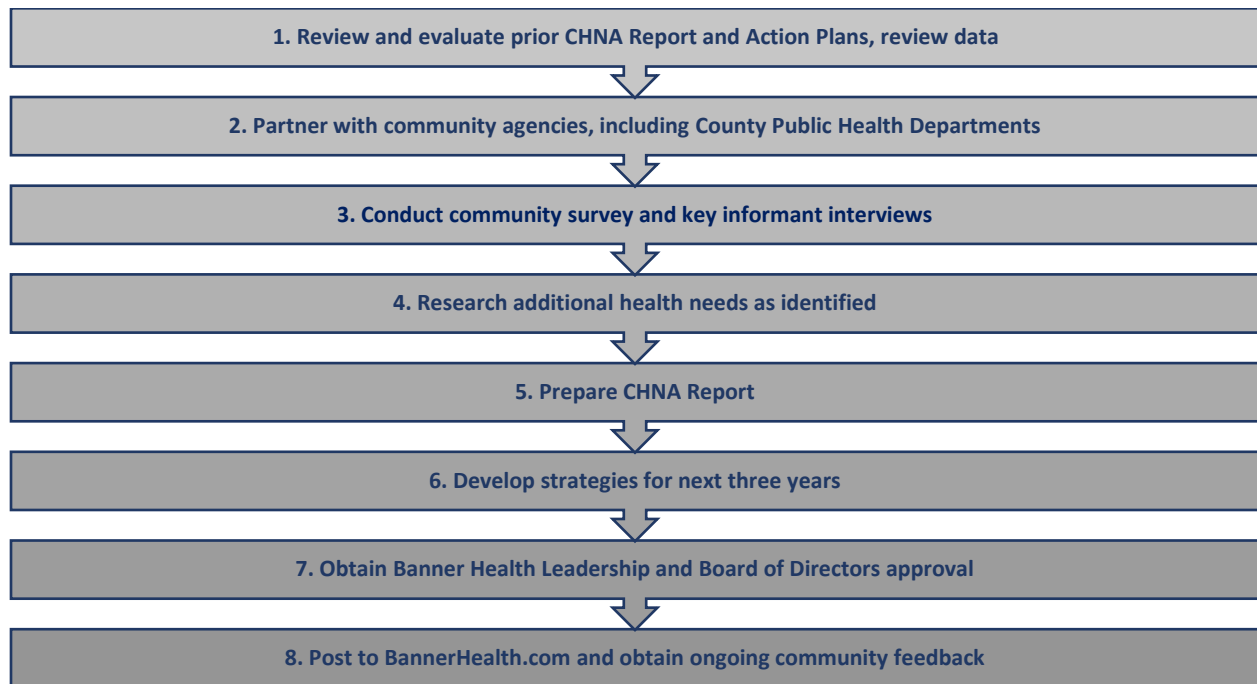 1. Review and evaluate prior CHNA Report and Action Plans, review data
2. Partner with community agencies, including County Public Health Departments
3. Conduct community survey and key informant interviews
4. Research additional health needs as identified
5. Prepare CHNA Report
6. Develop strategies for next three years
7. Obtain Banner Health Leadership and Board of Directors approval
8. Post to BannerHealth.com and obtain ongoing community feedback